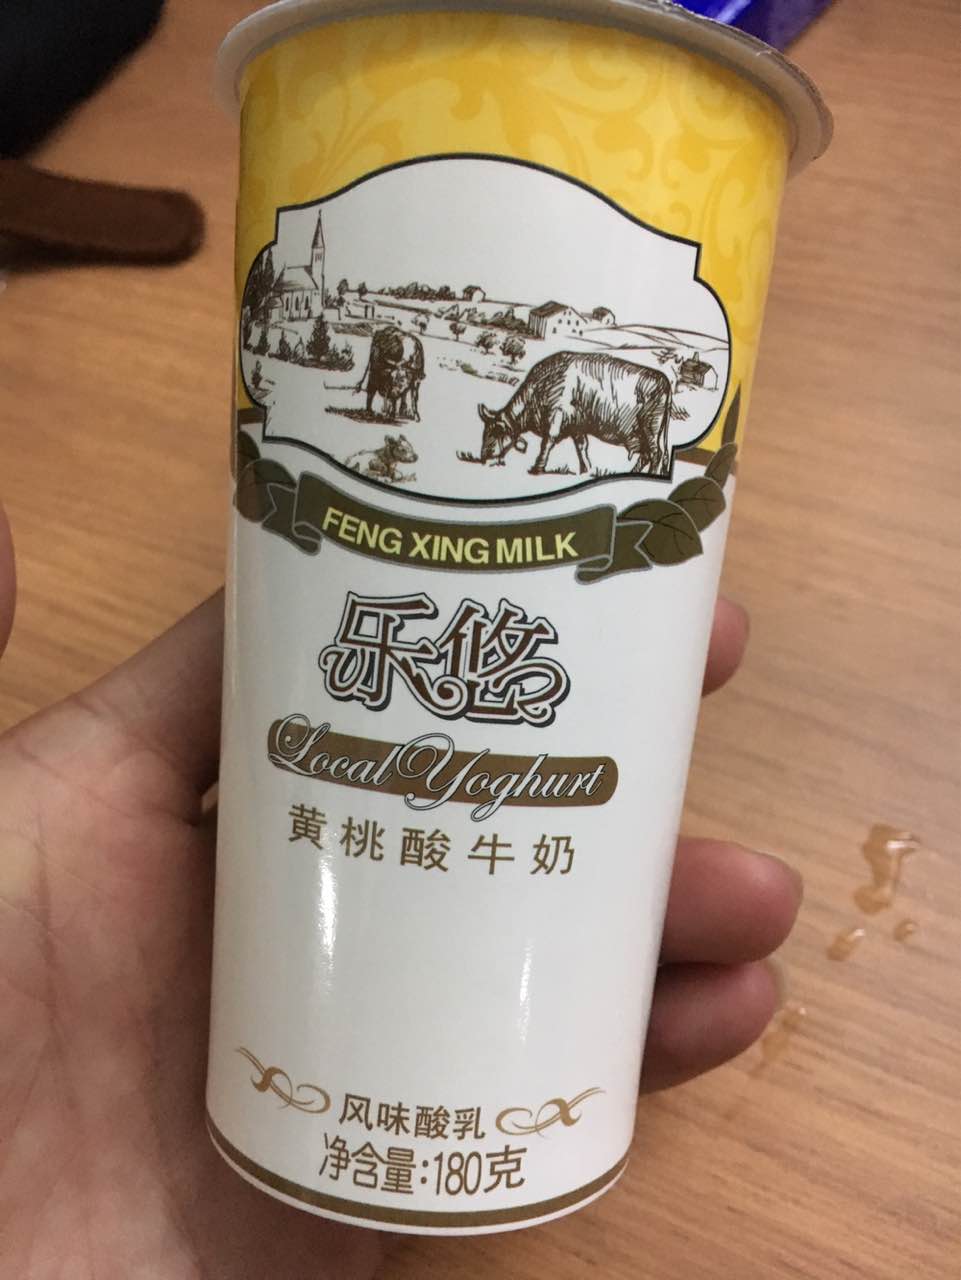 FENG XING MILK
乐悠
Local Yoghurt
黄桃酸牛奶
风味酸乳
净含量:180克